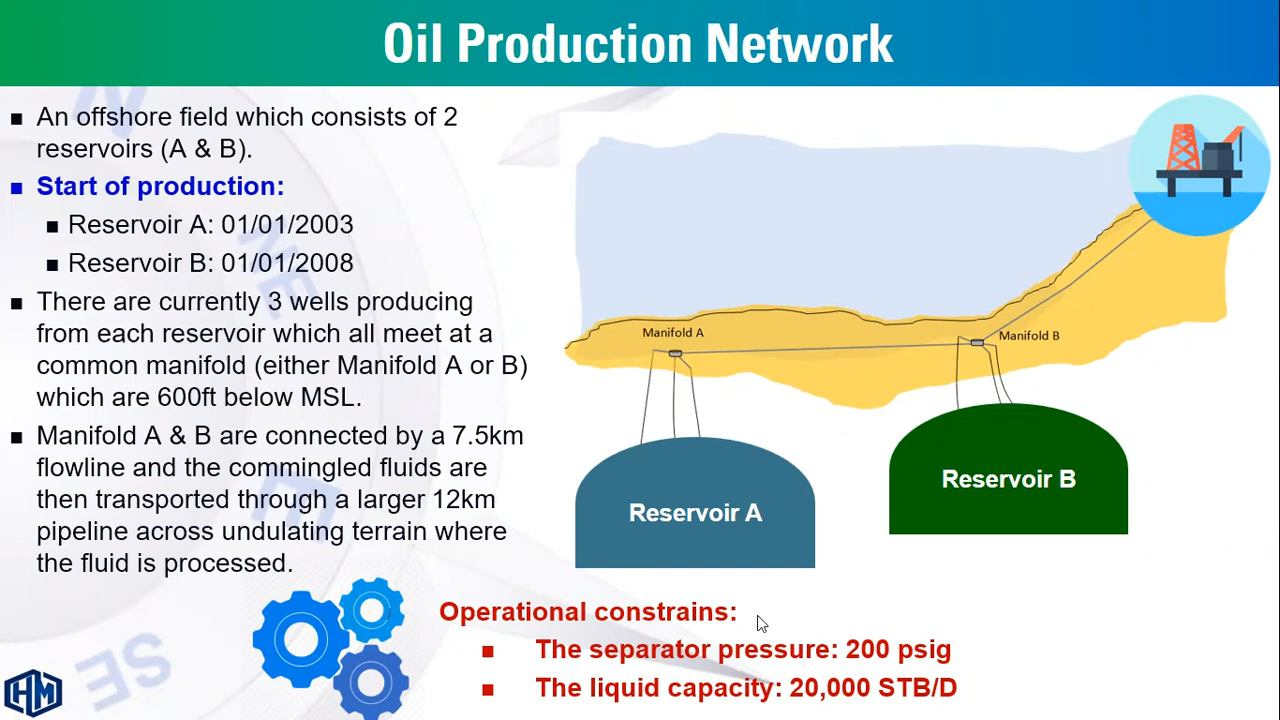 Oil Production Network
An offshore field which consists of 2
reservoirs (A & B).
Start of production:
Reservoir A: 01/01/2003
Reservoir B: 01/01/2008
There are currently 3 wells producing
from each reservoir which all meet at a
common manifold (either Manifold A or B)
which are 600ft below MSL.
Manifold A & B are connected by a 7.5km
flowline and the commingled fluids are
then transported through a larger 12km
pipeline across undulating terrain where
the fluid is processed.
Manifold A
Manifold B
Reservoir A
Reservoir B
Operational constrains:
The separator pressure: 200 psig
The liquid capacity: 20,000 STB/D
N
NE
E
SE
HM